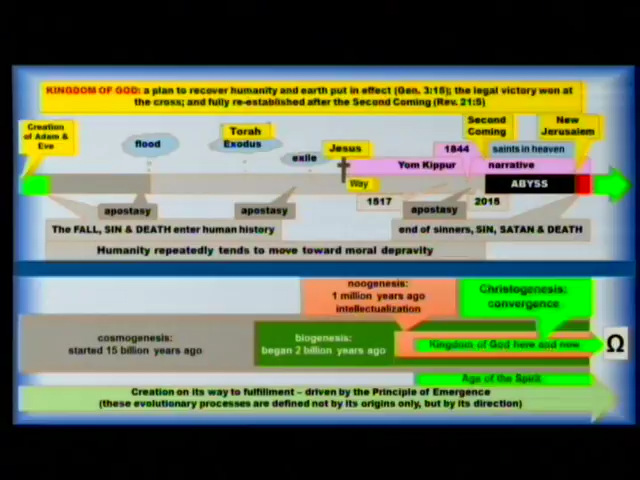 KINGDOM OF GOD: a plan to recover humanity and earth put in effect (Gen. 3:15); the legal victory won at
the cross; and fully re-established after the Second Coming (Rev. 21:5)
Creation
of Adam &
Eve
flood
Torah
Exodus
exile
Jesus
1844
Second
Coming
New
Jerusalem
saints in heaven
Yom Kippur
narrative
Way
ABYSS
1517
2015
apostasy
apostasy
apostasy
The FALL, SIN & DEATH enter human history
end of sinners, SIN, SATAN & DEATH
Humanity repeatedly tends to move toward moral depravity
noogenesis:
1 million years ago
intellectualization
Christogenesis:
convergence
cosmogenesis:
started 15 billion years ago
biogenesis:
began 2 billion years ago
Kingdom of God here and now
Ω
Age of the Spirit
Creation on its way to fulfillment – driven by the Principle of Emergence
(these evolutionary processes are defined not by its origins only, but by its direction)